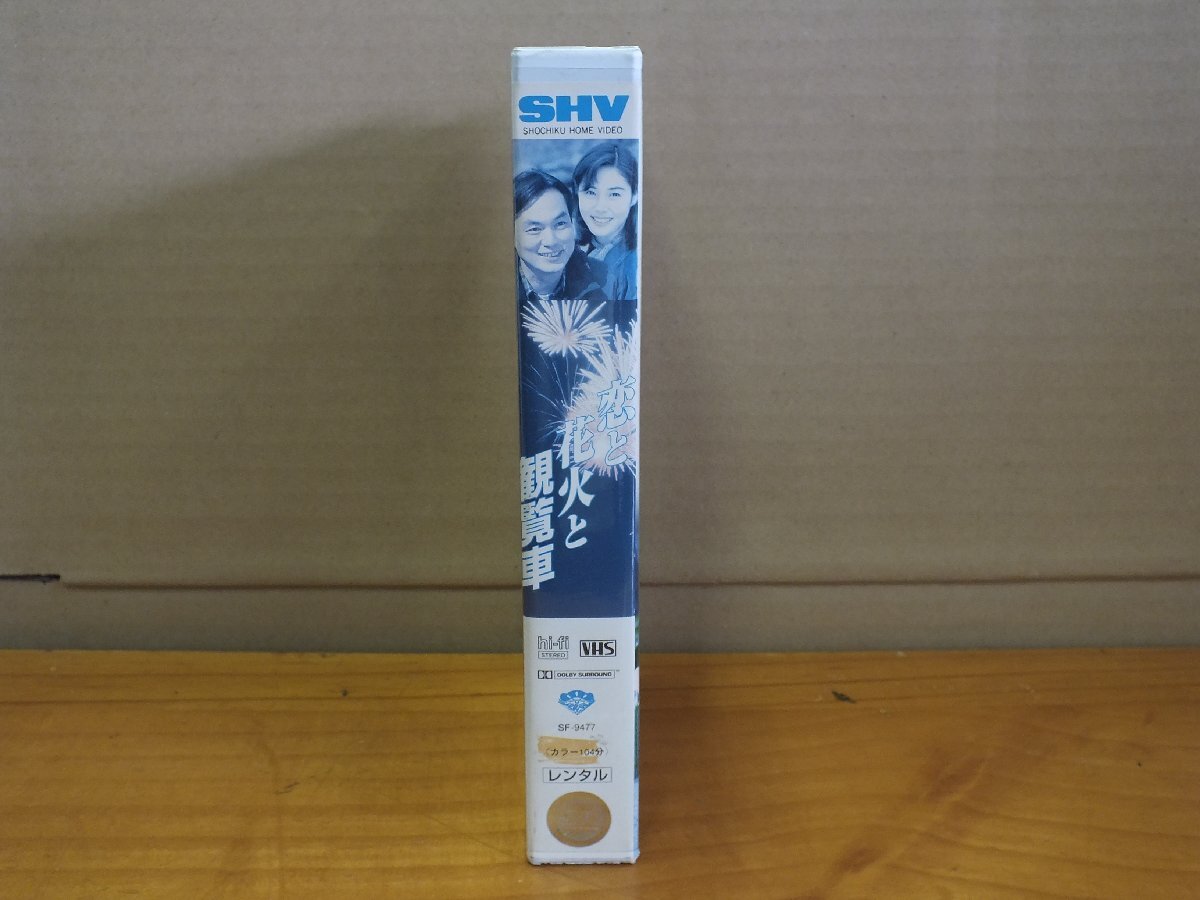 SHV
SHOCHIKU HOME VIDEO
恋と
花火と
観覧車
hi-fi
STEREO
VHS
DOLBY SURROUND
SF-9477
カラー104分
レンタル